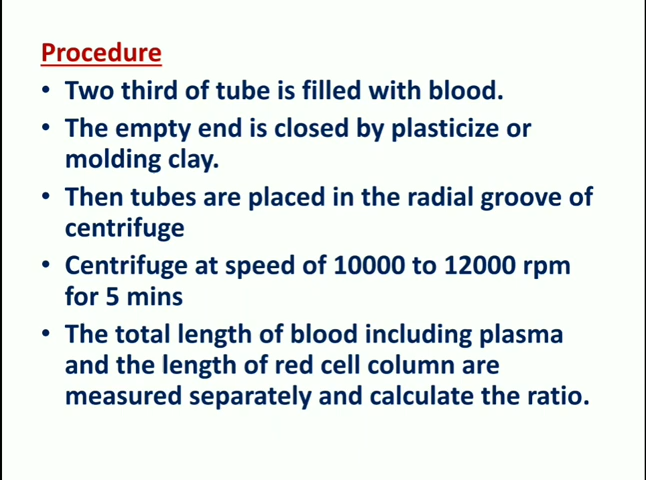 Procedure
• Two third of tube is filled with blood.
• The empty end is closed by plasticize or
molding clay.
• Then tubes are placed in the radial groove of
centrifuge
• Centrifuge at speed of 10000 to 12000 rpm
for 5 mins
• The total length of blood including plasma
and the length of red cell column are
measured separately and calculate the ratio.